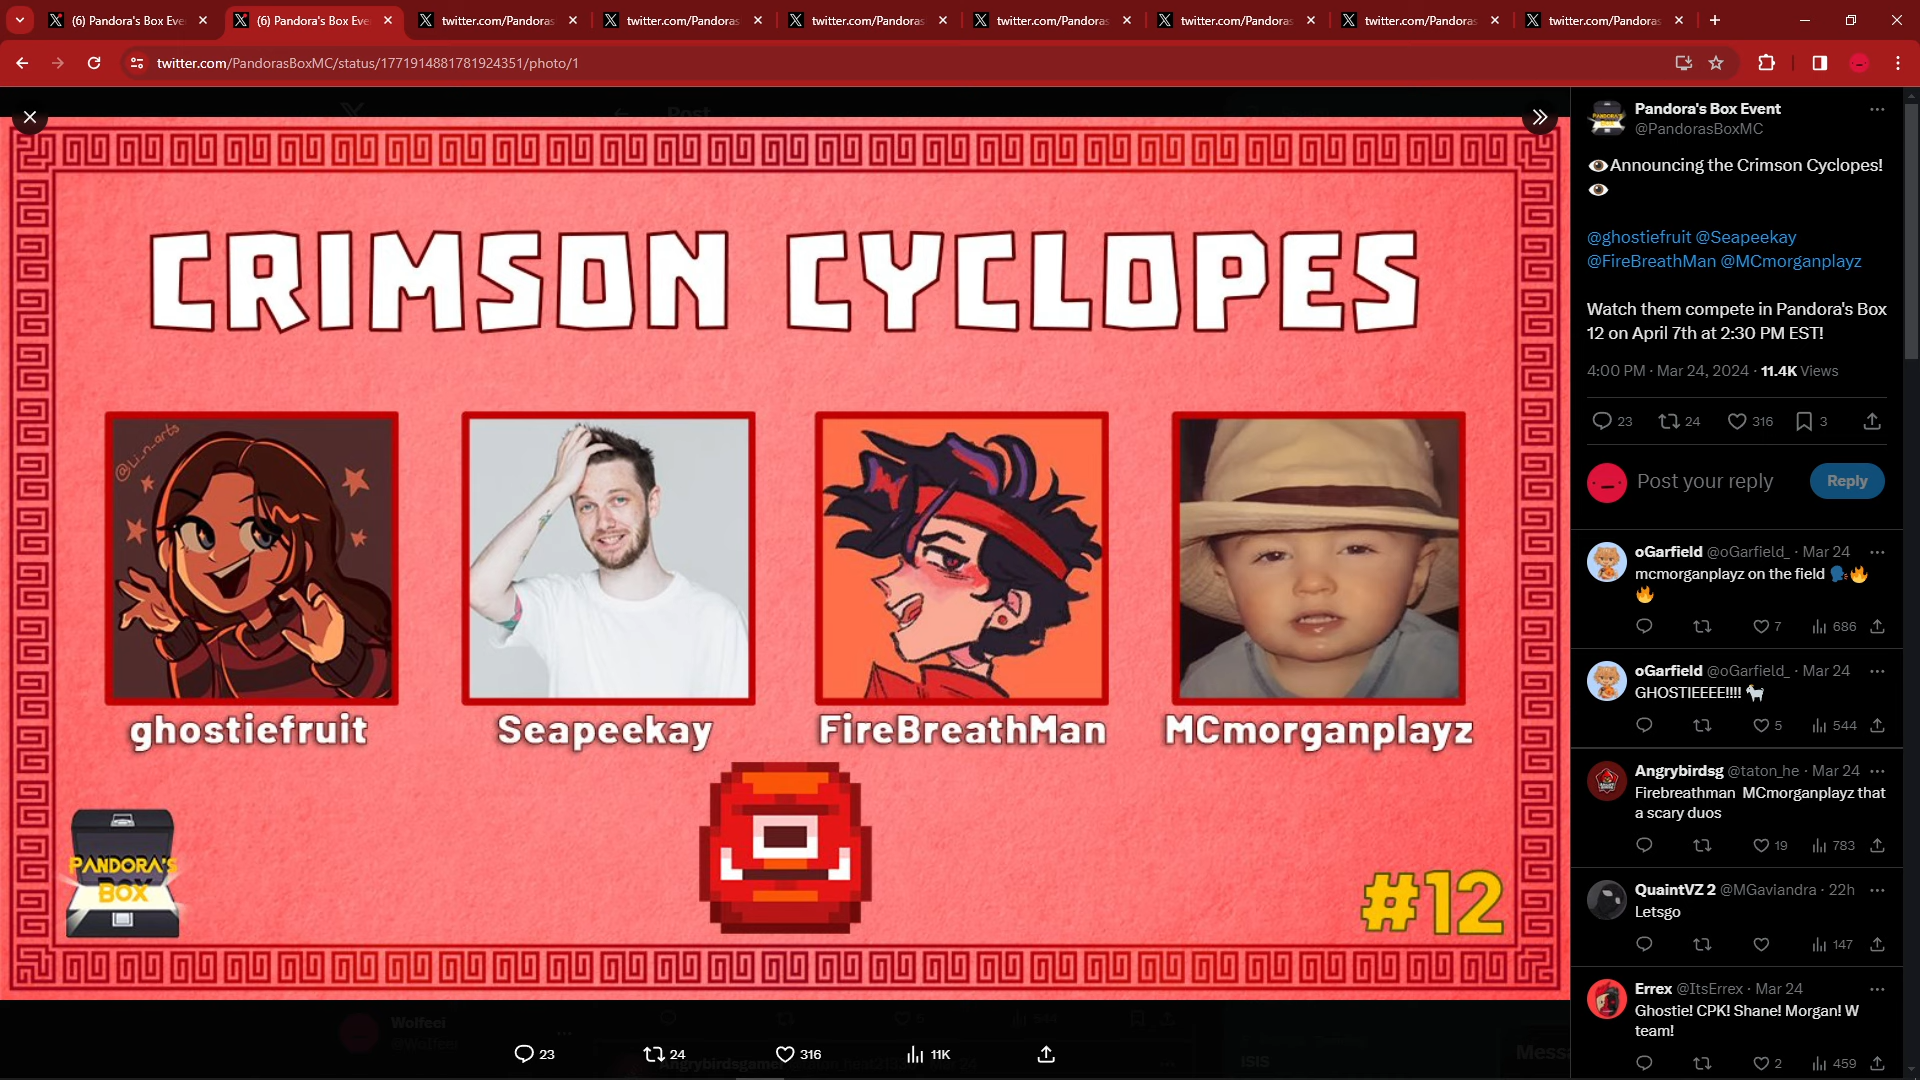 (6) Pandora's Box Eve
(6) Pandora's Box Eve
twitter.com/Pandoras
twitter.com/Pandoras
twitter.com/Pandoras
twitter.com/Pandoras
twitter.com/Pandoras
twitter.com/Pandoras
twitter.com/Pandoras
twitter.com/PandorasBoxMC/status/1771914881781924351/photo/1
Post
CRIMSON CYCLOPES
@Li_n_arts
ghostiefruit
Seapeekay
FireBreathMan
MCmorganplayz
PANDORA'S
BOX
#12
Wolfeei
@Wolfeei
23
24
316
11K
ISIS
Messa
Pandora's Box Event
@PandorasBoxMC
👁Announcing the Crimson Cyclopes!
👁
@ghostiefruit @Seapeekay
@FireBreathMan @MCmorganplayz
Watch them compete in Pandora's Box
12 on April 7th at 2:30 PM EST!
4:00 PM · Mar 24, 2024 · 11.4K Views
23
24
316
3
Post your reply
Reply
oGarfield @oGarfield_ · Mar 24
mcmorganplayz on the field 🗣🔥
🔥
7
686
oGarfield @oGarfield_ · Mar 24
GHOSTIEEEE!!!! 🐐
5
544
Angrybirdsg @taton_he · Mar 24
Firebreathman MCmorganplayz that
a scary duos
19
783
QuaintVZ 2 @MGaviandra · 22h
Letsgo
147
Errex @ItsErrex · Mar 24
Ghostie! CPK! Shane! Morgan! W
team!
2
459